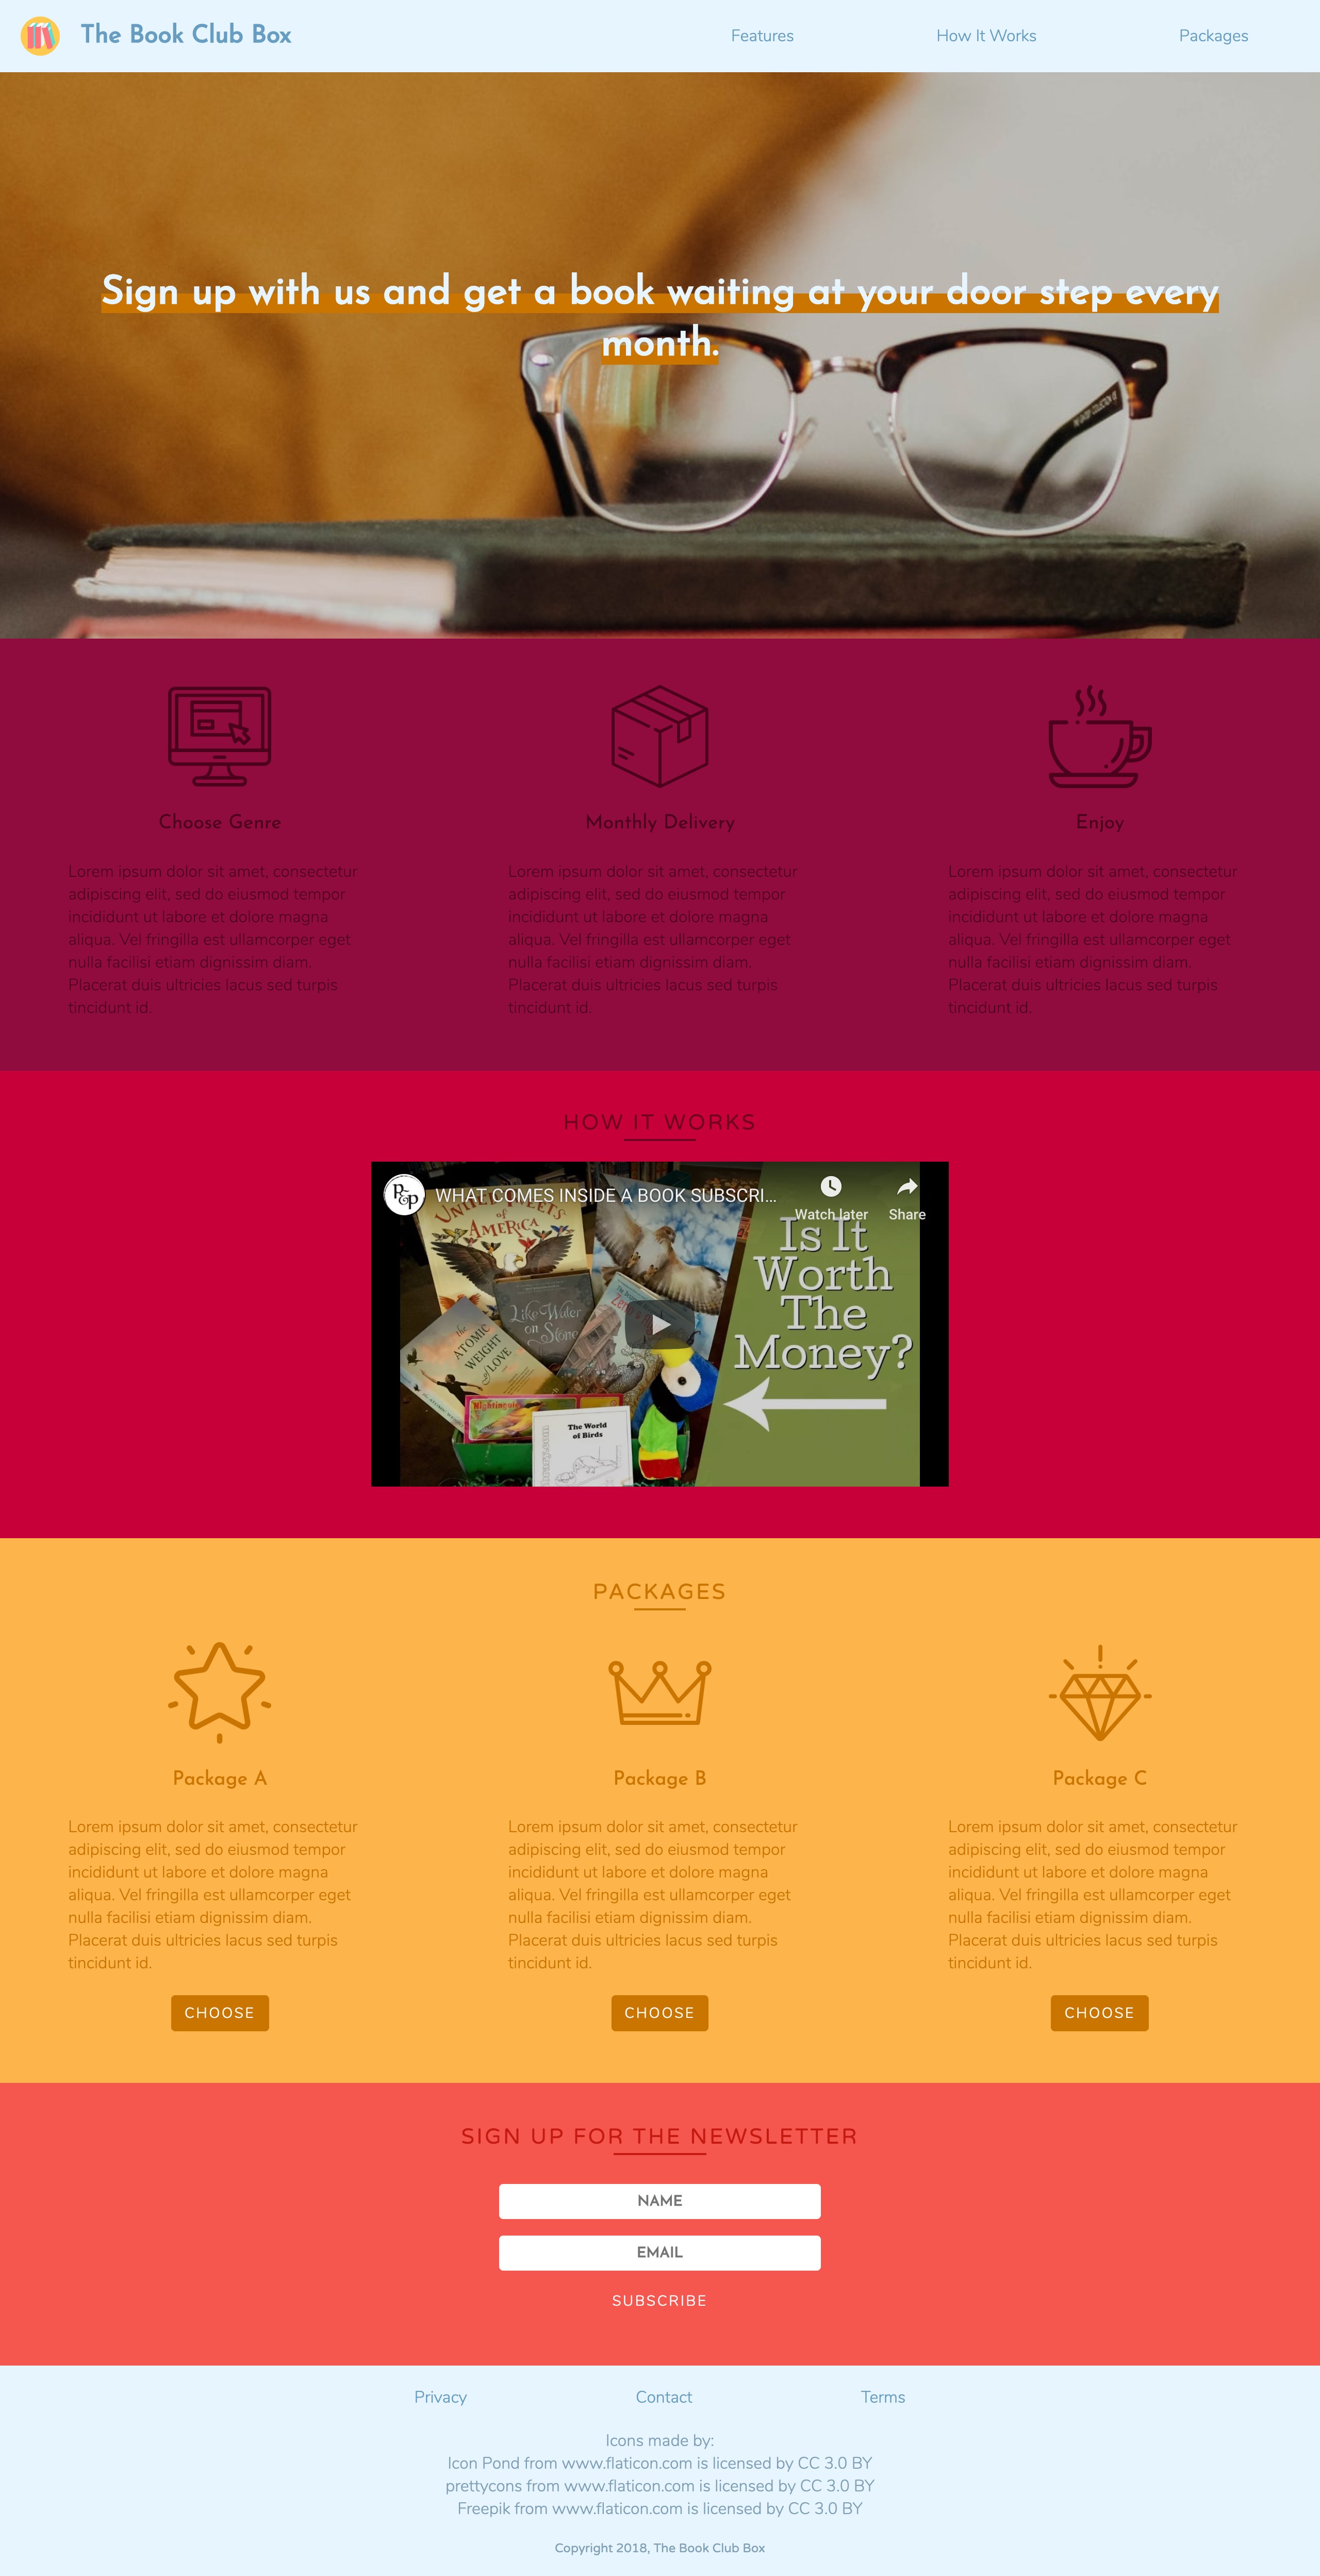 The Book Club Box
Features
How It Works
Packages
Sign up with us and get a book waiting at your door step every
month.
Choose Genre
Lorem ipsum dolor sit amet, consectetur
adipiscing elit, sed do eiusmod tempor
incididunt ut labore et dolore magna
aliqua. Vel fringilla est ullamcorper eget
nulla facilisi etiam dignissim diam.
Placerat duis ultricies lacus sed turpis
tincidunt id.
Monthly Delivery
Lorem ipsum dolor sit amet, consectetur
adipiscing elit, sed do eiusmod tempor
incididunt ut labore et dolore magna
aliqua. Vel fringilla est ullamcorper eget
nulla facilisi etiam dignissim diam.
Placerat duis ultricies lacus sed turpis
tincidunt id.
Enjoy
Lorem ipsum dolor sit amet, consectetur
adipiscing elit, sed do eiusmod tempor
incididunt ut labore et dolore magna
aliqua. Vel fringilla est ullamcorper eget
nulla facilisi etiam dignissim diam.
Placerat duis ultricies lacus sed turpis
tincidunt id.
HOW IT WORKS
R&P
WHAT COMES INSIDE A BOOK SUBSCRI...
Watch later
Share
of AMERICA
Like Water
on Stone
the
ATOMIC
WEIGHT
of LOVE
Nightingale
The World
of Birds
Is It
Worth
The
Money?
PACKAGES
Package A
Lorem ipsum dolor sit amet, consectetur
adipiscing elit, sed do eiusmod tempor
incididunt ut labore et dolore magna
aliqua. Vel fringilla est ullamcorper eget
nulla facilisi etiam dignissim diam.
Placerat duis ultricies lacus sed turpis
tincidunt id.
CHOOSE
Package B
Lorem ipsum dolor sit amet, consectetur
adipiscing elit, sed do eiusmod tempor
incididunt ut labore et dolore magna
aliqua. Vel fringilla est ullamcorper eget
nulla facilisi etiam dignissim diam.
Placerat duis ultricies lacus sed turpis
tincidunt id.
CHOOSE
Package C
Lorem ipsum dolor sit amet, consectetur
adipiscing elit, sed do eiusmod tempor
incididunt ut labore et dolore magna
aliqua. Vel fringilla est ullamcorper eget
nulla facilisi etiam dignissim diam.
Placerat duis ultricies lacus sed turpis
tincidunt id.
CHOOSE
SIGN UP FOR THE NEWSLETTER
NAME
EMAIL
SUBSCRIBE
Privacy
Contact
Terms
Icons made by:
Icon Pond from www.flaticon.com is licensed by CC 3.0 BY
prettycons from www.flaticon.com is licensed by CC 3.0 BY
Freepik from www.flaticon.com is licensed by CC 3.0 BY
Copyright 2018, The Book Club Box